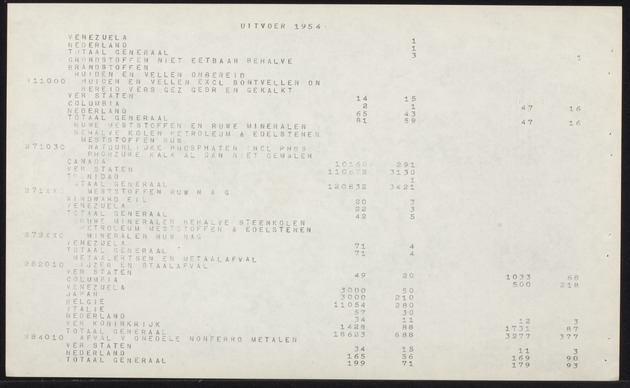 UITVOER 1954
VENEZUELA 1
NEDERLAND 1
TOTAAL GENERAAL 3 1
GRONDSTOFFEN NIET EETBAAR BEHALVE
BRANDSTOFFEN
HUIDEN EN VELLEN ONBEREID
211000 HUIDEN EN VELLEN EXCL BONTVELLEN ON
BEREID VERS GEZ GEDR EN GEKALKT
VER STATEN 14 15
COLUMBIA 2 1 47 16
NEDERLAND 65 43
TOTAAL GENERAAL 81 59 47 16
RUWE MESTSTOFFEN EN RUWE MINERALEN
BEHALVE KOLEN PETROLEUM & EDELSTENEN
MESTSTOFFEN RUW
271030 NATUURLIJKE PHOSPHATEN INCL PHOS
PHORZURE KALK AL DAN NIET GEMALEN
CANADA 10160 291
VER STATEN 3130
TRINIDAD 1
TOTAAL GENERAAL 120832 3421
MESTSTOFFEN RUW N A G
WINDWARD EIL 20 3
VENEZUELA 22 3
TOTAAL GENERAAL 42 5
RUWE MINERALEN BEHALVE STEENKOLEN
PETROLEUM MESTSTOFFEN & EDELSTENEN
MINERALEN RUW NAG
VENEZUELA 71 4
TOTAAL GENERAAL 71 4
METAALERTSEN EN METAALAFVAL
282010 IJZER EN STAALAFVAL
VER STATEN 49 20 1033 68
COLUMBIA 500 218
VENEZUELA 3000 50
JAPAN 3000 210
BELGIE 11054 280
ITALIE 57 30
NEDERLAND 34 11 12 3
VER KONINKRIJK 1428 88 1731 87
TOTAAL GENERAAL 18623 688 3277 377
284010 AFVAL V ONEDELE NONFERRO METALEN
VER STATEN 34 15 11 3
NEDERLAND 165 56 169 90
TOTAAL GENERAAL 199 71 179 93